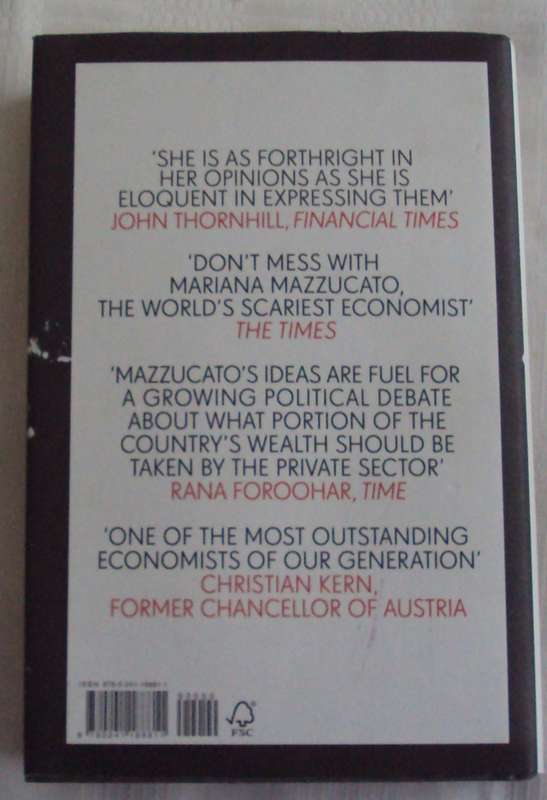 'SHE IS AS FORTHRIGHT IN
HER OPINIONS AS SHE IS
ELOQUENT IN EXPRESSING THEM'
JOHN THORNHILL, FINANCIAL TIMES
'DON'T MESS WITH
MARIANA MAZZUCATO,
THE WORLD'S SCARIEST ECONOMIST'
THE TIMES
'MAZZUCATO'S IDEAS ARE FUEL FOR
A GROWING POLITICAL DEBATE
ABOUT WHAT PORTION OF THE
COUNTRY'S WEALTH SHOULD BE
TAKEN BY THE PRIVATE SECTOR'
RANA FOROOHAR, TIME
'ONE OF THE MOST OUTSTANDING
ECONOMISTS OF OUR GENERATION'
CHRISTIAN KERN,
FORMER CHANCELLOR OF AUSTRIA
ISBN
FSC